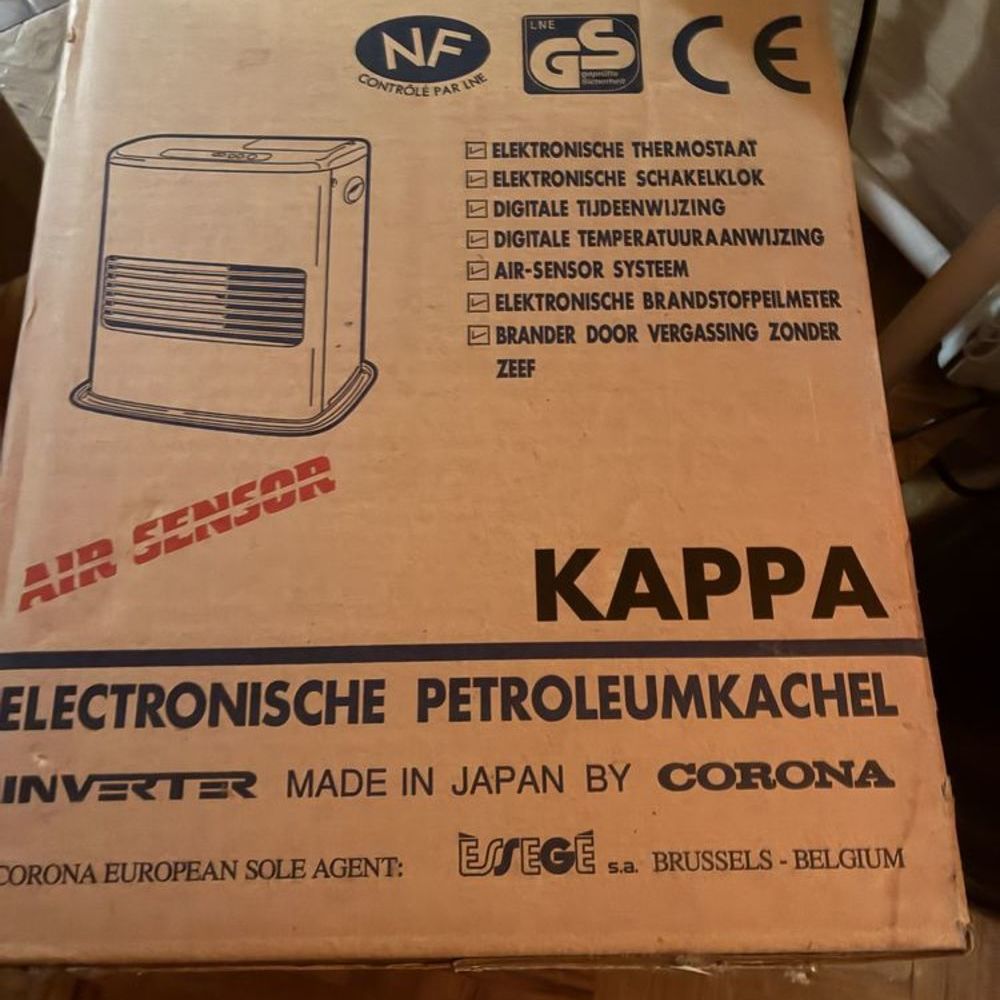 NF
CONTRÔLÉ PAR LNE
LNE
GS
geprüfte
Sicherheit
CE
ELEKTRONISCHE THERMOSTAAT
ELEKTRONISCHE SCHAKELKLOK
DIGITALE TIJDEENWIJZING
DIGITALE TEMPERATUURAANWIJZING
AIR-SENSOR SYSTEEM
ELEKTRONISCHE BRANDSTOFPEILMETER
BRANDER DOOR VERGASSING ZONDER
ZEEF
AIR SENSOR
KAPPA
ELECTRONISCHE PETROLEUMKACHEL
INVERTER MADE IN JAPAN BY CORONA
CORONA EUROPEAN SOLE AGENT: ESSEGÉ s.a. BRUSSELS - BELGIUM